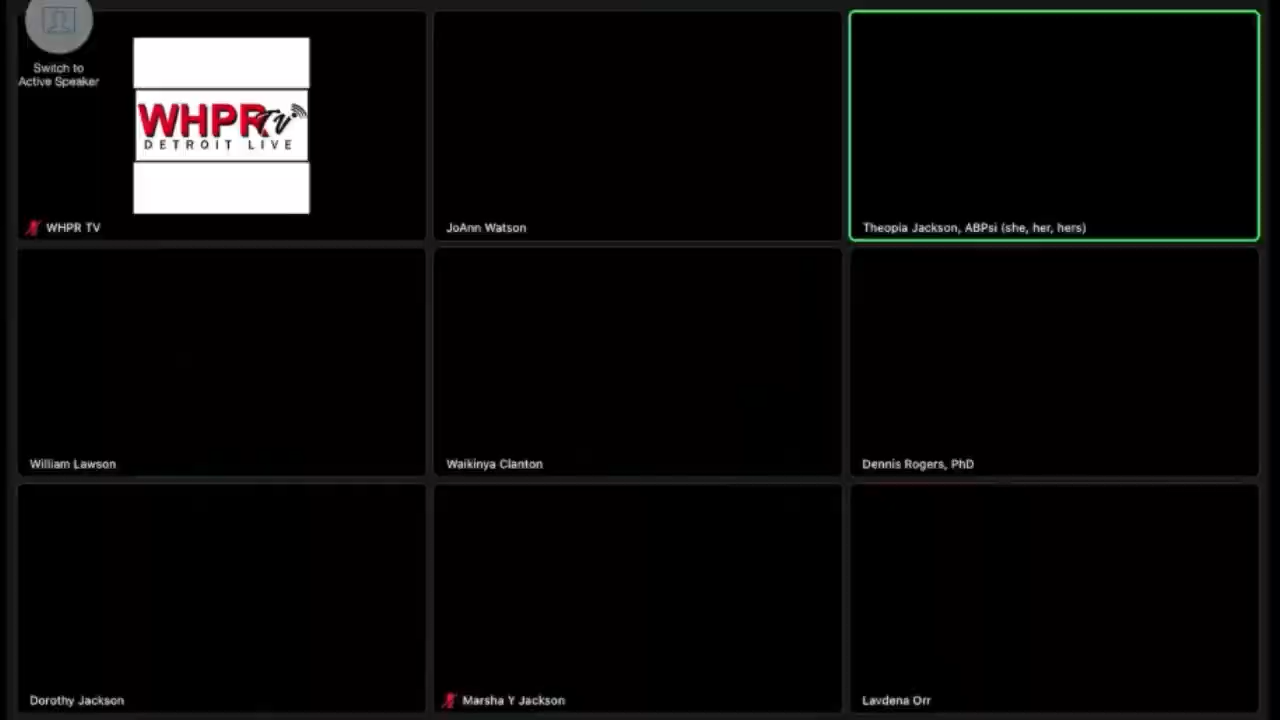 Switch to
Active Speaker
WHPR TV
DETROIT LIVE
WHPR TV
JoAnn Watson
Theopia Jackson, ABPsi (she, her, hers)
William Lawson
Waikinya Clanton
Dennis Rogers, PhD
Dorothy Jackson
Marsha Y Jackson
Lavdena Orr